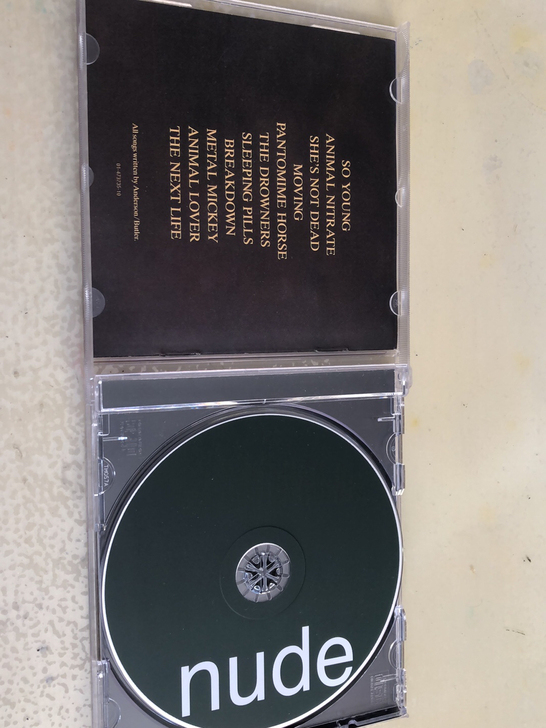 SO YOUNG
ANIMAL NITRATE
SHE'S NOT DEAD
MOVING
PANTOMIME HORSE
THE DROWNERS
SLEEPING PILLS
BREAKDOWN
METAL MICKEY
ANIMAL LOVER
THE NEXT LIFE
All songs written by Anderson/Butler.
nude